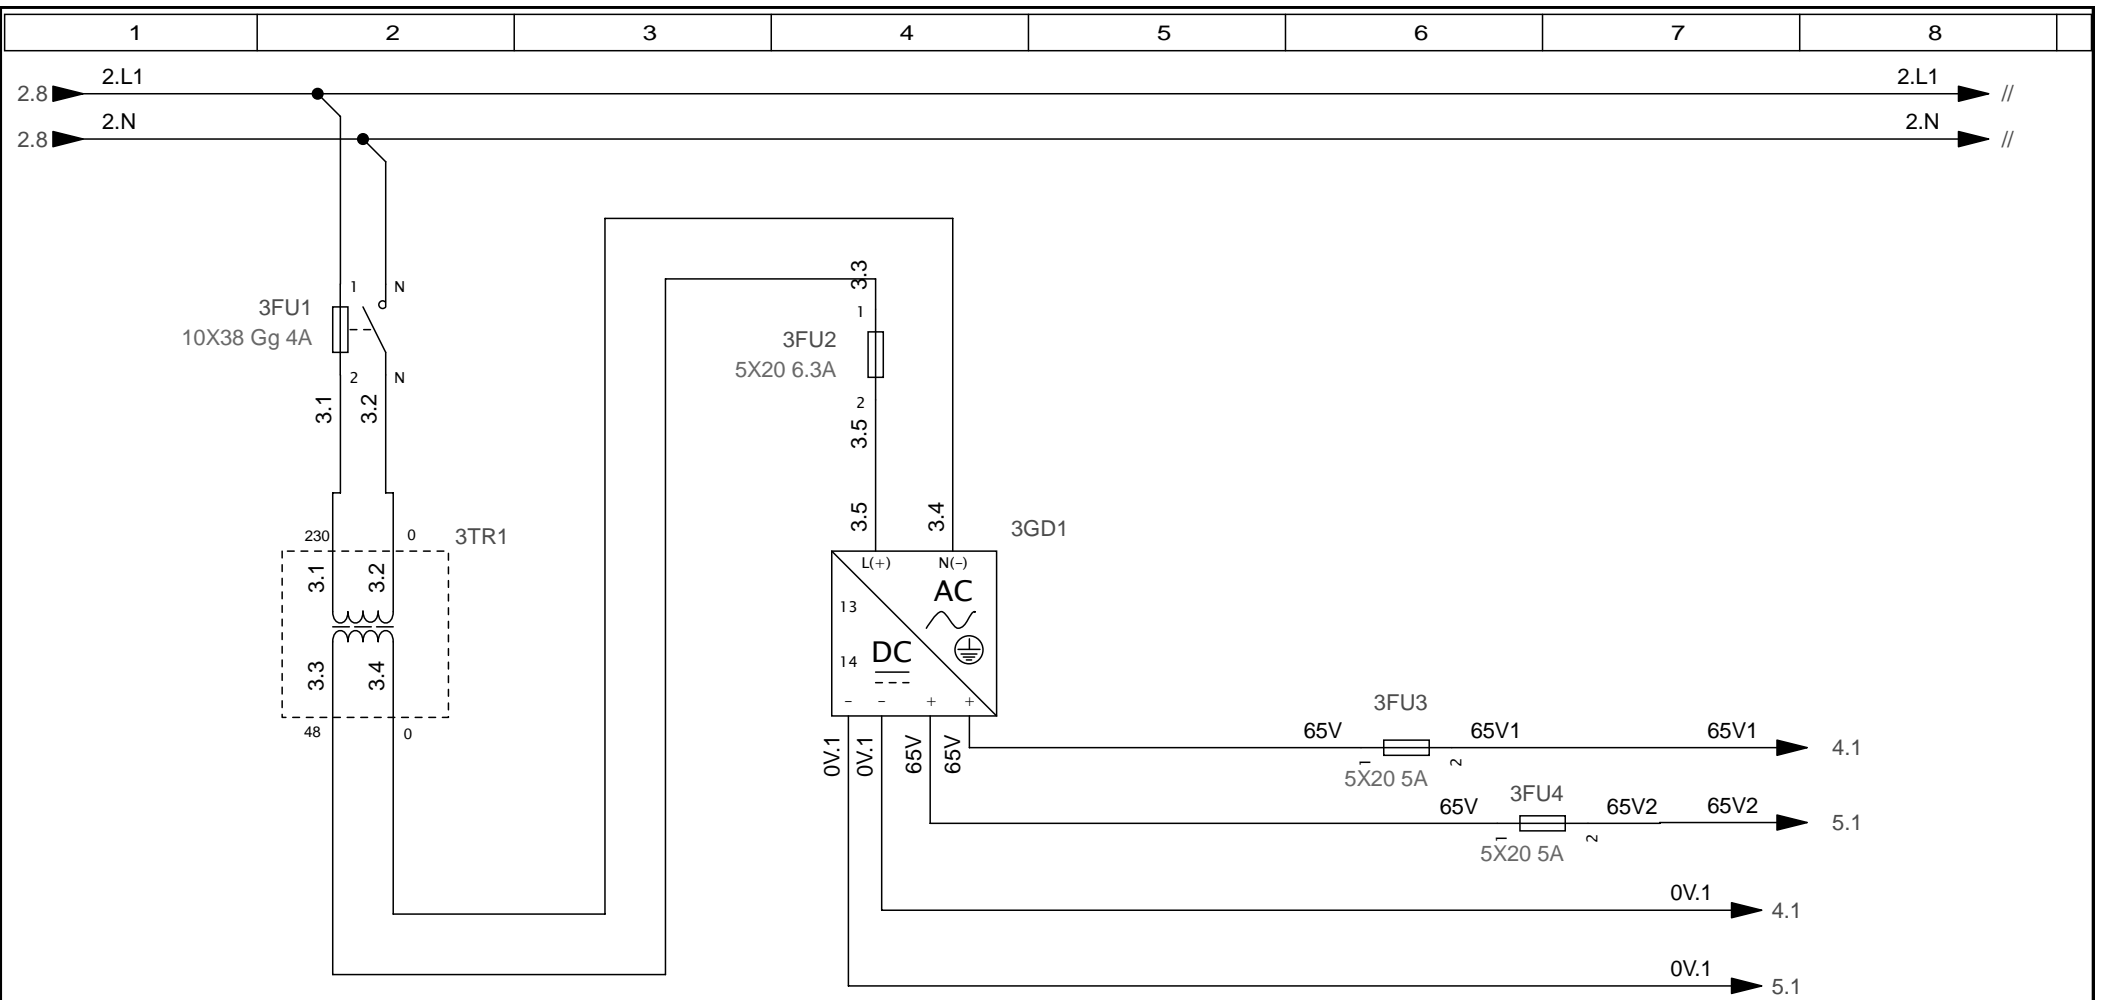 1 2 3 4 5 6 7 8
2.L1 2.L1
2.8 //
2.N 2.N
2.8 //
3.3
1 N
3FU1 1
10X38 Gg 4A 3FU2
5X20 6.3A
2 N
3.1 3.2 2
3.5
3.5 3.4
230 0 3TR1 3GD1
L(+) N(-)
3.1 3.2 AC
13
DC
14
3.3 3.4
- - + +
48 0
3FU3
0V.1 0V.1 65V 65V 65V 65V1 65V1
4.1
1 2
5X20 5A
3FU4
65V 65V2 65V2
5.1
1 2
5X20 5A
0V.1
4.1
0V.1
5.1